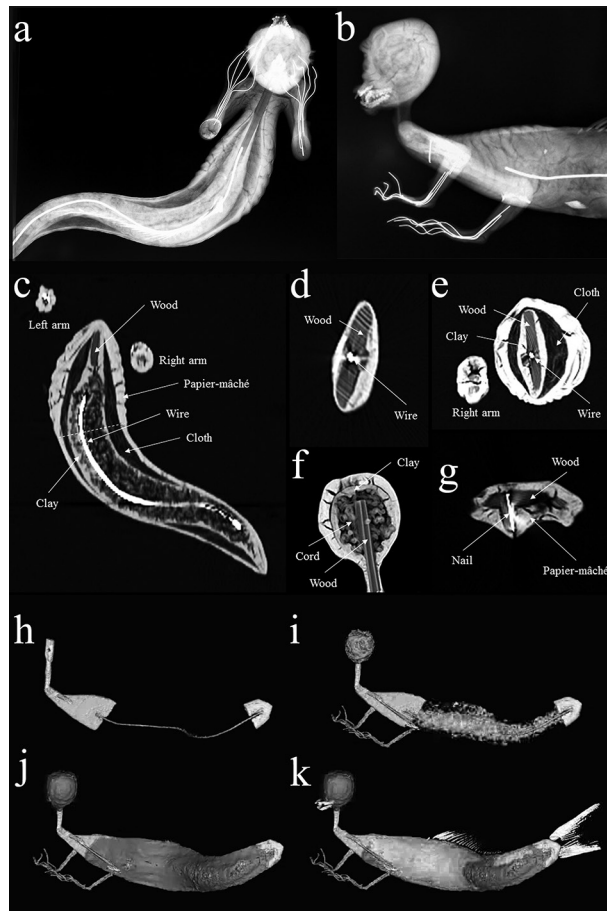 a
b
c
Wood
Left arm
Right arm
Papier-mâché
Wire
Cloth
Clay
d
Wood
Wire
e
Wood
Cloth
Clay
Right arm
Wire
f
Clay
Cord
Wood
g
Wood
Nail
Papier-mâché
h
i
j
k